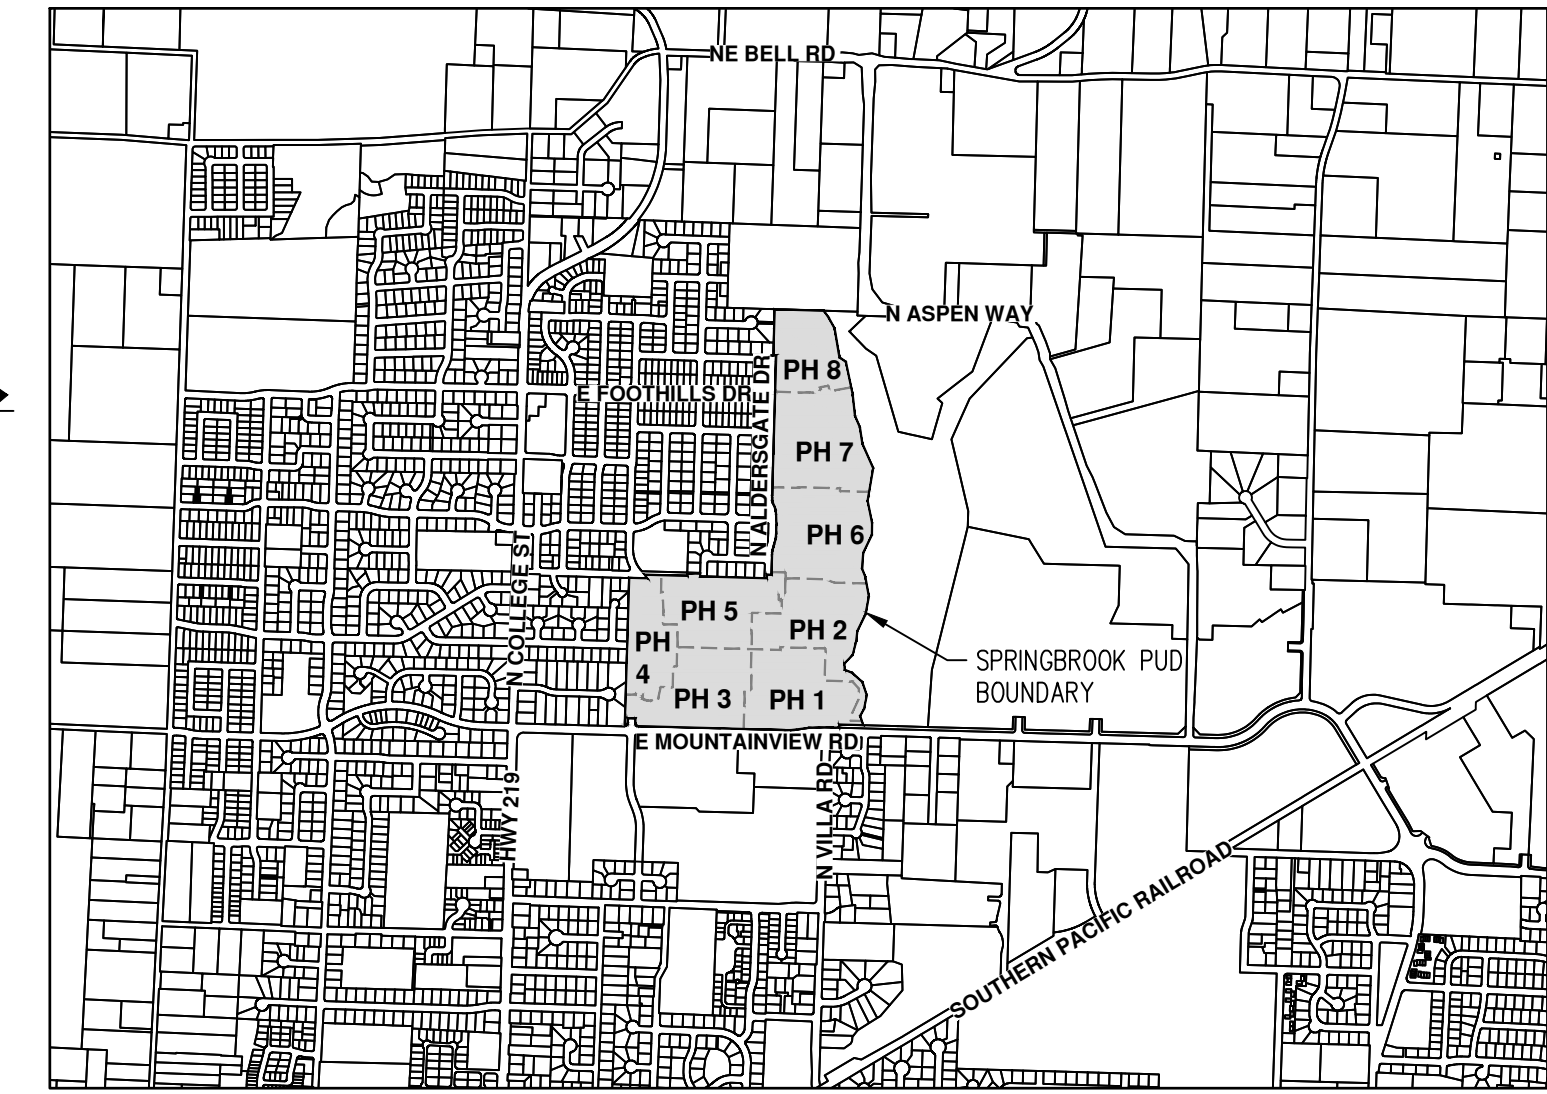 NE BELL RD
N ASPEN WAY
PH 8
E FOOTHILLS DR
N ALDERSGATE DR
PH 7
PH 6
N COLLEGE ST
PH 5
PH 2
PH
4
SPRINGBROOK PUD
BOUNDARY
PH 3
PH 1
E MOUNTAINVIEW RD
HWY 219
N VILLA RD
SOUTHERN PACIFIC RAILROAD